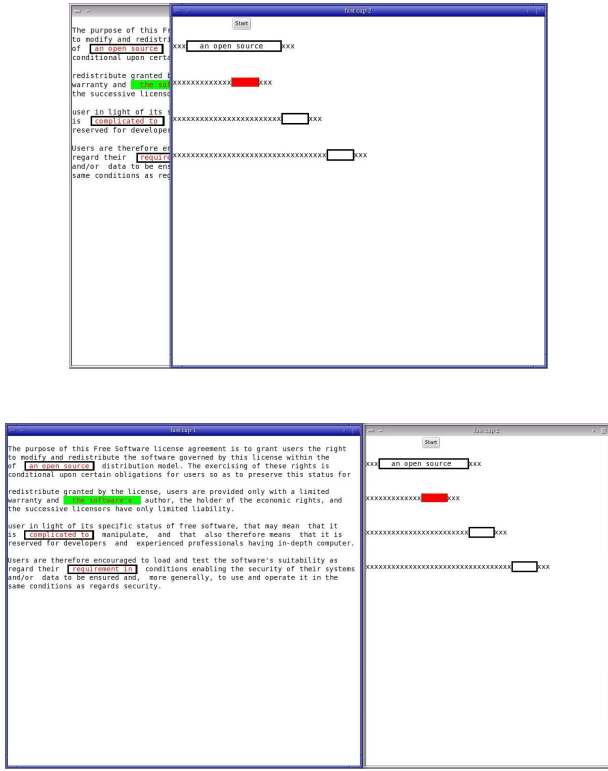 fast cap 2
Start
The purpose of this Fr
to modify and redistri
of an open source
conditional upon certa
redistribute granted b
warranty and the sof
the successive licenso
user in light of its s
is complicated to
reserved for developer
Users are therefore en
regard their require
and/or data to be ens
same conditions as reg
xxx an open source xxx
xxxxxxxxxxxxx xxx
xxxxxxxxxxxxxxxxxxxxxxxx xxx
xxxxxxxxxxxxxxxxxxxxxxxxxxxxxxxxxx xxx
fast cap 1
The purpose of this Free Software license agreement is to grant users the right
to modify and redistribute the software governed by this license within the
of an open source distribution model. The exercising of these rights is
conditional upon certain obligations for users so as to preserve this status for
redistribute granted by the license, users are provided only with a limited
warranty and the software's author, the holder of the economic rights, and
the successive licensors have only limited liability.
user in light of its specific status of free software, that may mean that it
is complicated to manipulate, and that also therefore means that it is
reserved for developers and experienced professionals having in-depth computer.
Users are therefore encouraged to load and test the software's suitability as
regard their requirement in conditions enabling the security of their systems
and/or data to be ensured and, more generally, to use and operate it in the
same conditions as regards security.
fast cap 2
Start
xxx an open source xxx
xxxxxxxxxxxxx xxx
xxxxxxxxxxxxxxxxxxxxxxxx xxx
xxxxxxxxxxxxxxxxxxxxxxxxxxxxxxxxxx xxx